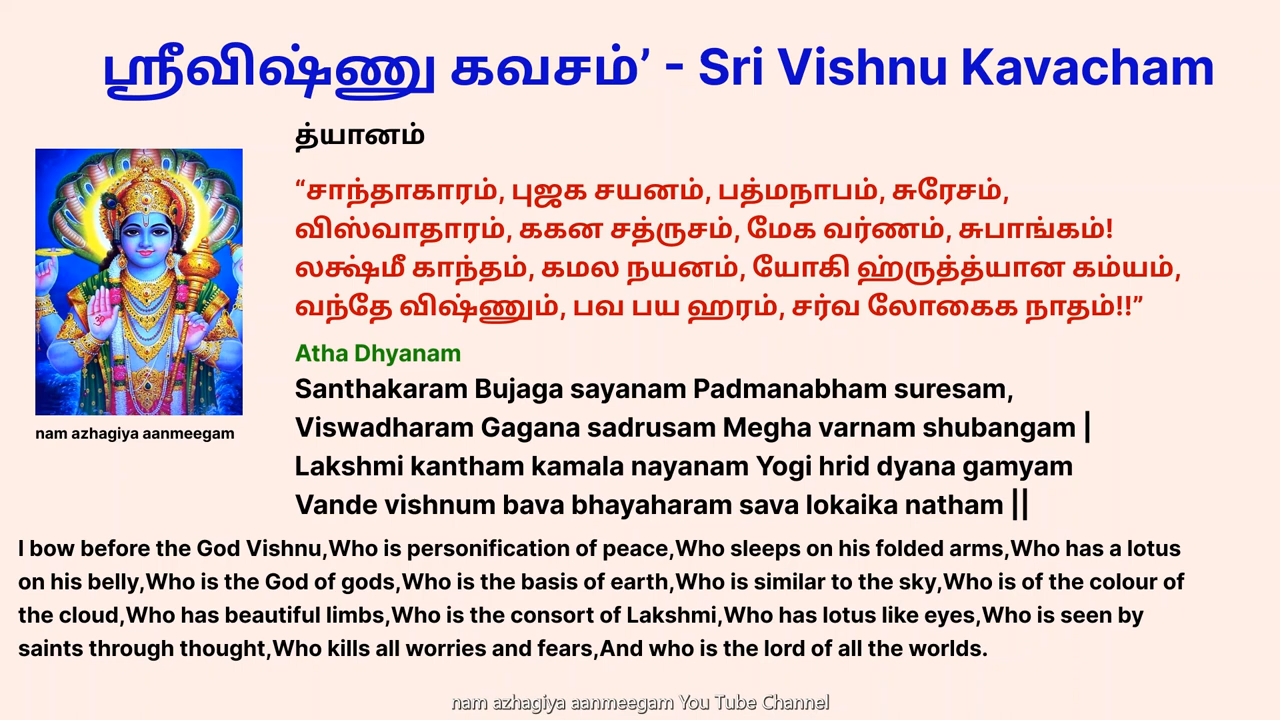 ஸ்ரீவிஷ்ணு கவசம்’ - Sri Vishnu Kavacham
த்யானம்
“சாந்தாகாரம், புஜக சயனம், பத்மநாபம், சுரேசம்,
விஸ்வாதாரம், ககன சத்ருசம், மேக வர்ணம், சுபாங்கம்!
லக்ஷ்மீ காந்தம், கமல நயனம், யோகி ஹ்ருத்த்யான கம்யம்,
வந்தே விஷ்ணும், பவ பய ஹரம், சர்வ லோகைக நாதம்!!”
nam azhagiya aanmeegam
Atha Dhyanam
Santhakaram Bujaga sayanam Padmanabham suresam,
Viswadharam Gagana sadrusam Megha varnam shubangam |
Lakshmi kantham kamala nayanam Yogi hrid dyana gamyam
Vande vishnum bava bhayaharam sava lokaika natham ||
I bow before the God Vishnu,Who is personification of peace,Who sleeps on his folded arms,Who has a lotus
on his belly,Who is the God of gods,Who is the basis of earth,Who is similar to the sky,Who is of the colour of
the cloud,Who has beautiful limbs,Who is the consort of Lakshmi,Who has lotus like eyes,Who is seen by
saints through thought,Who kills all worries and fears,And who is the lord of all the worlds.
nam azhagiya aanmeegam You Tube Channel